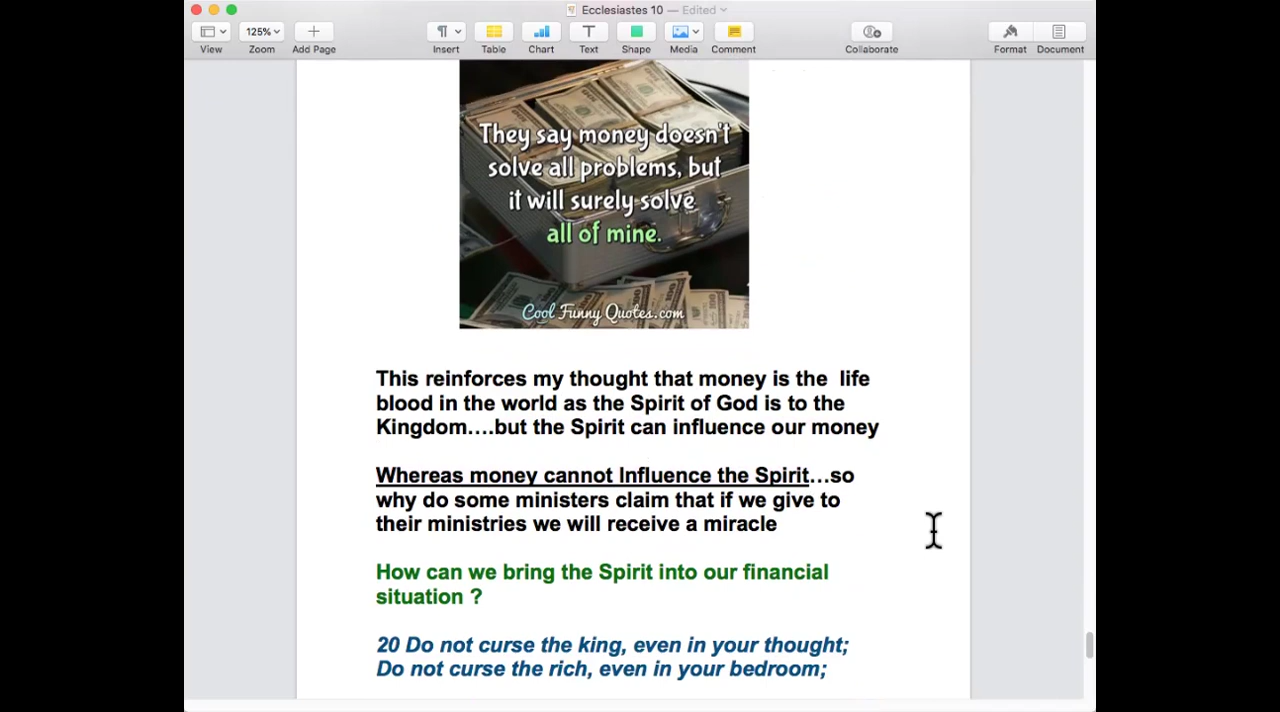 Ecclesiastes 10 — Edited
125%
View Zoom Add Page Insert Table Chart Text Shape Media Comment Collaborate Format Document
They say money doesn't
solve all problems, but
it will surely solve
all of mine.
Cool Funny Quotes.com
This reinforces my thought that money is the  life
blood in the world as the Spirit of God is to the
Kingdom….but the Spirit can influence our money
Whereas money cannot Influence the Spirit…so
why do some ministers claim that if we give to
their ministries we will receive a miracle
How can we bring the Spirit into our financial
situation ?
20 Do not curse the king, even in your thought;
Do not curse the rich, even in your bedroom;